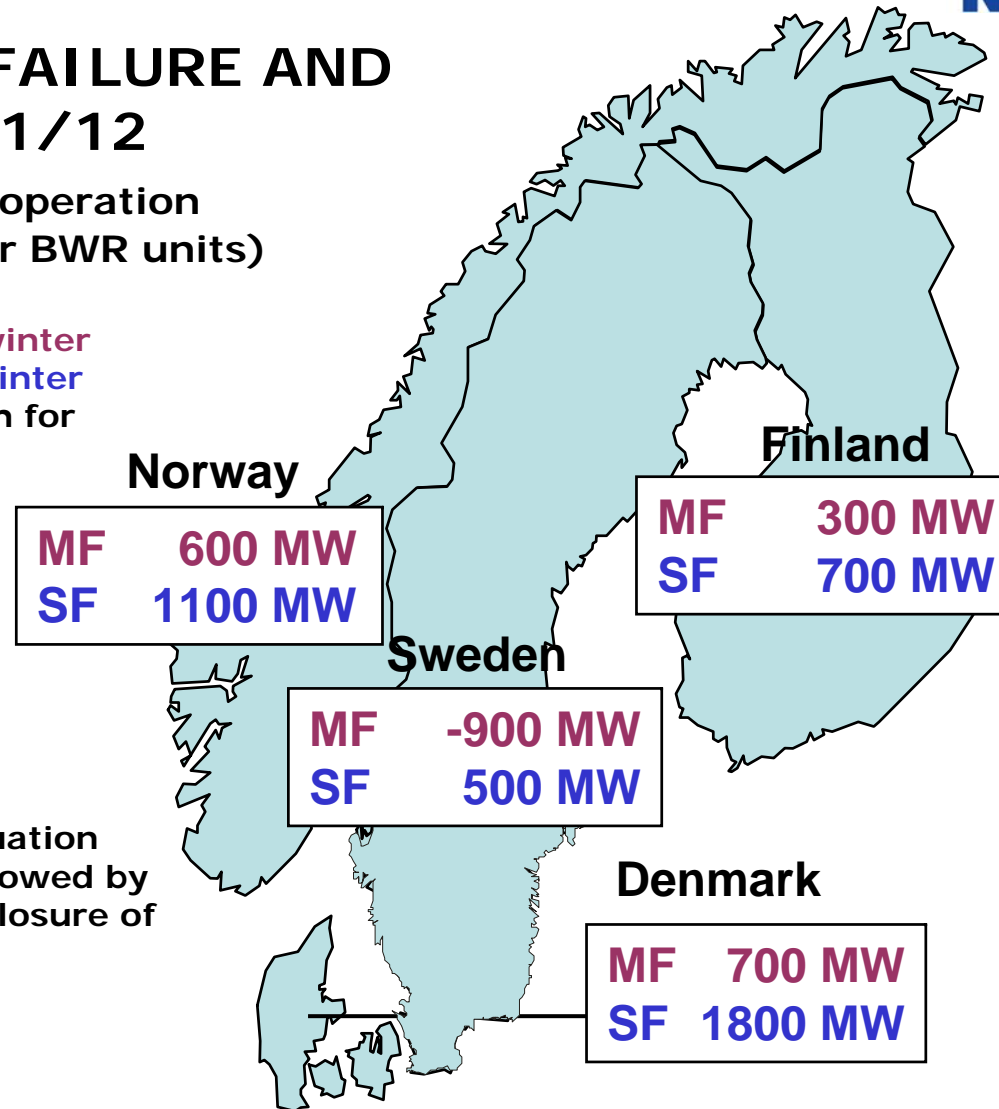 FAILURE AND
1/12
operation
r BWR units)
winter
inter
n for
Norway
MF 600 MW
SF 1100 MW
Finland
MF 300 MW
SF 700 MW
Sweden
MF -900 MW
SF 500 MW
uation
owed by
losure of
Denmark
MF 700 MW
SF 1800 MW